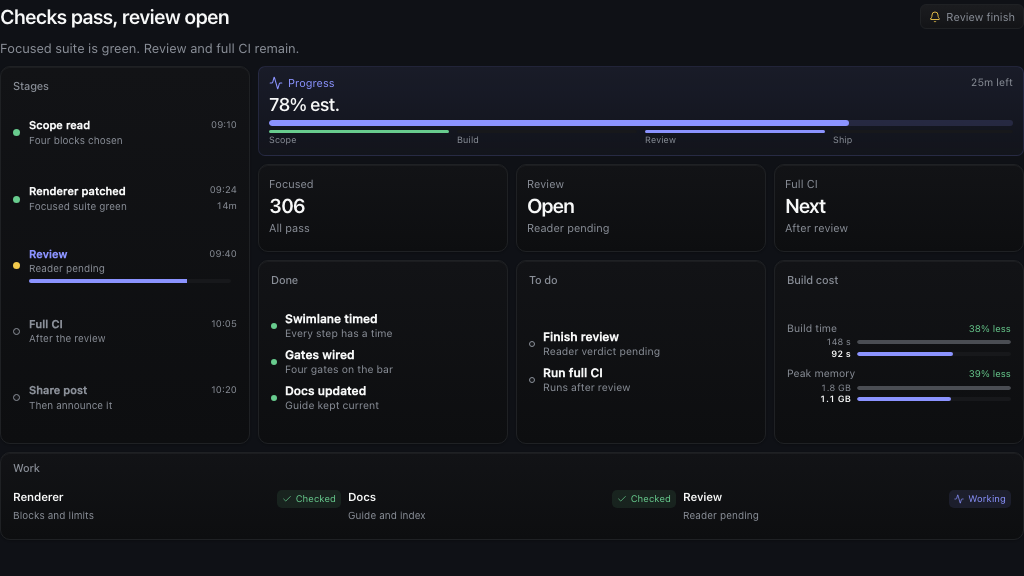 Checks pass, review open
Review finish
Focused suite is green. Review and full CI remain.
Stages
Scope read
09:10
Four blocks chosen
Renderer patched
09:24
Focused suite green
14m
Review
09:40
Reader pending
Full CI
10:05
After the review
Share post
10:20
Then announce it
Progress
25m left
78% est.
Scope
Build
Review
Ship
Focused
306
All pass
Review
Open
Reader pending
Full CI
Next
After review
Done
Swimlane timed
Every step has a time
Gates wired
Four gates on the bar
Docs updated
Guide kept current
To do
Finish review
Reader verdict pending
Run full CI
Runs after review
Build cost
Build time
38% less
148 s
92 s
Peak memory
39% less
1.8 GB
1.1 GB
Work
Renderer
Checked
Blocks and limits
Docs
Checked
Guide and index
Review
Working
Reader pending